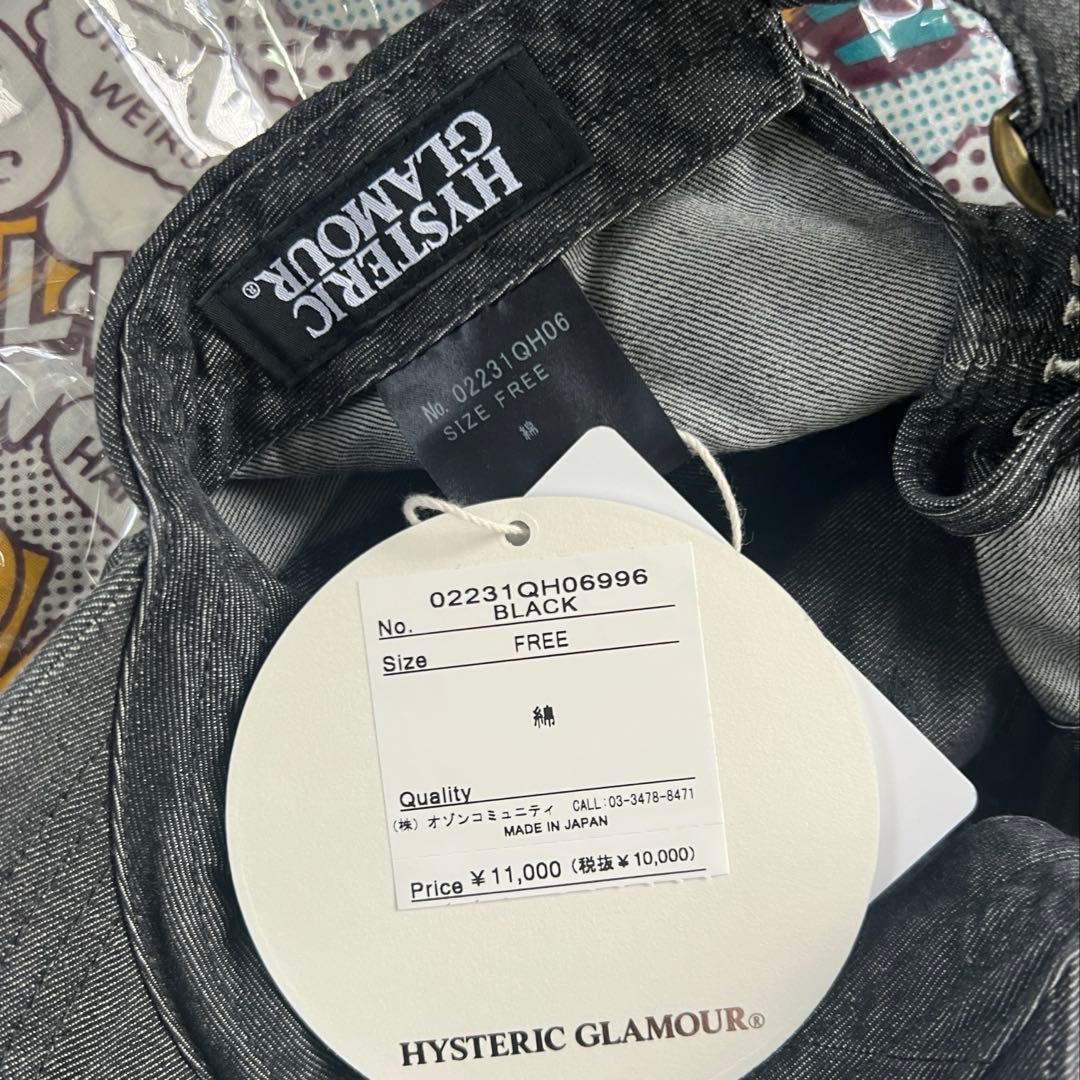 HYSTERIC
GLAMOUR®
No. 02231QH06
SIZE FREE
綿
02231QH06996
No. BLACK
Size FREE
綿
Quality
(株) オゾンコミュニティ CALL:03-3478-8471
MADE IN JAPAN
Price ¥11,000 (税抜¥10,000)
HYSTERIC GLAMOUR®
WEIRD